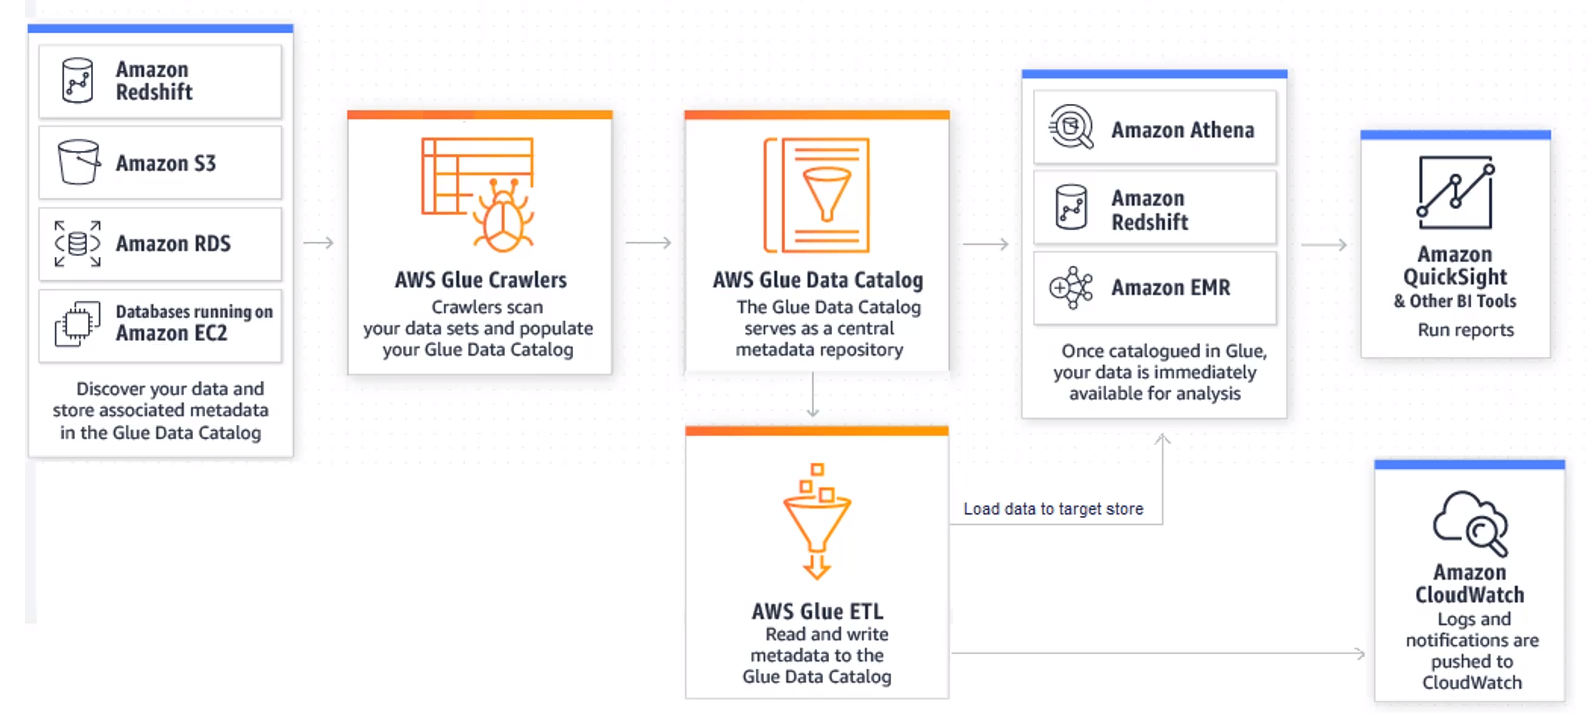 Amazon
Redshift
Amazon S3
Amazon RDS
Databases running on
Amazon EC2
Discover your data and
store associated metadata
in the Glue Data Catalog
AWS Glue Crawlers
Crawlers scan
your data sets and populate
your Glue Data Catalog
AWS Glue Data Catalog
The Glue Data Catalog
serves as a central
metadata repository
AWS Glue ETL
Read and write
metadata to the
Glue Data Catalog
Load data to target store
Amazon Athena
Amazon
Redshift
Amazon EMR
Once catalogued in Glue,
your data is immediately
available for analysis
Amazon
QuickSight
& Other BI Tools
Run reports
Amazon
CloudWatch
Logs and
notifications are
pushed to
CloudWatch